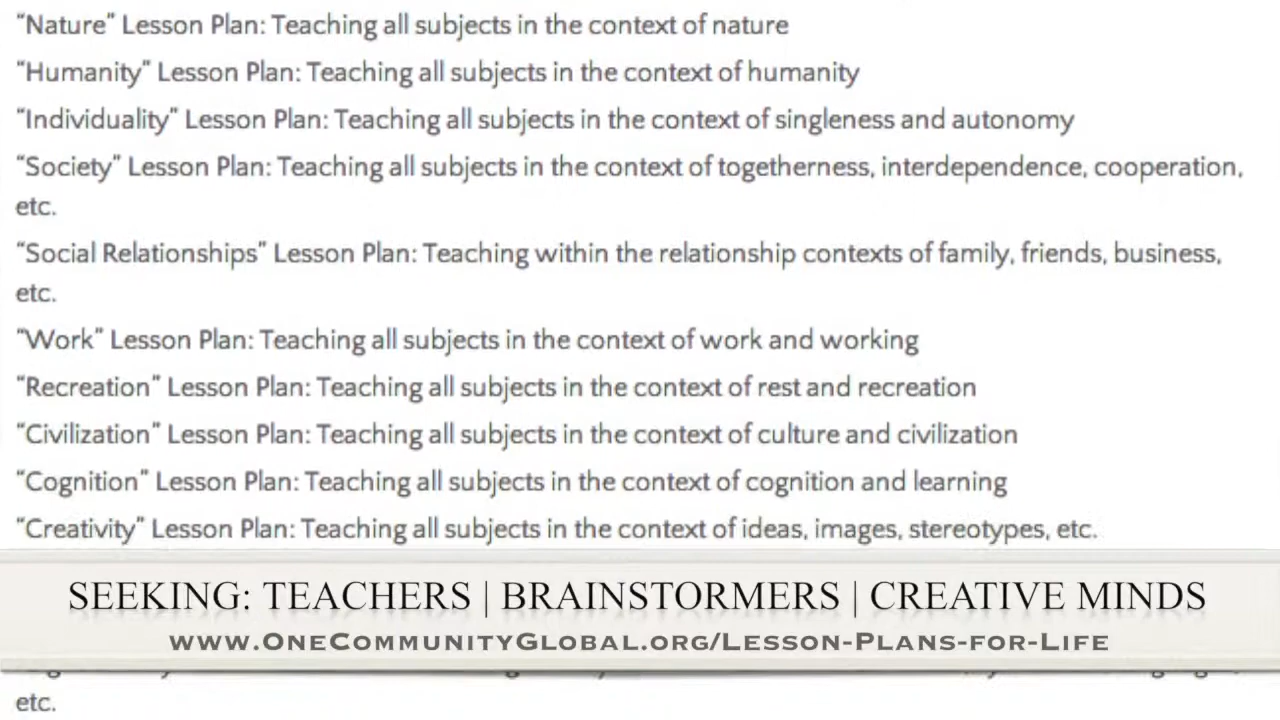 “Nature” Lesson Plan: Teaching all subjects in the context of nature
“Humanity” Lesson Plan: Teaching all subjects in the context of humanity
“Individuality” Lesson Plan: Teaching all subjects in the context of singleness and autonomy
“Society” Lesson Plan: Teaching all subjects in the context of togetherness, interdependence, cooperation,
etc.
“Social Relationships” Lesson Plan: Teaching within the relationship contexts of family, friends, business,
etc.
“Work” Lesson Plan: Teaching all subjects in the context of work and working
“Recreation” Lesson Plan: Teaching all subjects in the context of rest and recreation
“Civilization” Lesson Plan: Teaching all subjects in the context of culture and civilization
“Cognition” Lesson Plan: Teaching all subjects in the context of cognition and learning
“Creativity” Lesson Plan: Teaching all subjects in the context of ideas, images, stereotypes, etc.
SEEKING: TEACHERS | BRAINSTORMERS | CREATIVE MINDS
www.OneCommunityGlobal.org/Lesson-Plans-for-Life
etc.